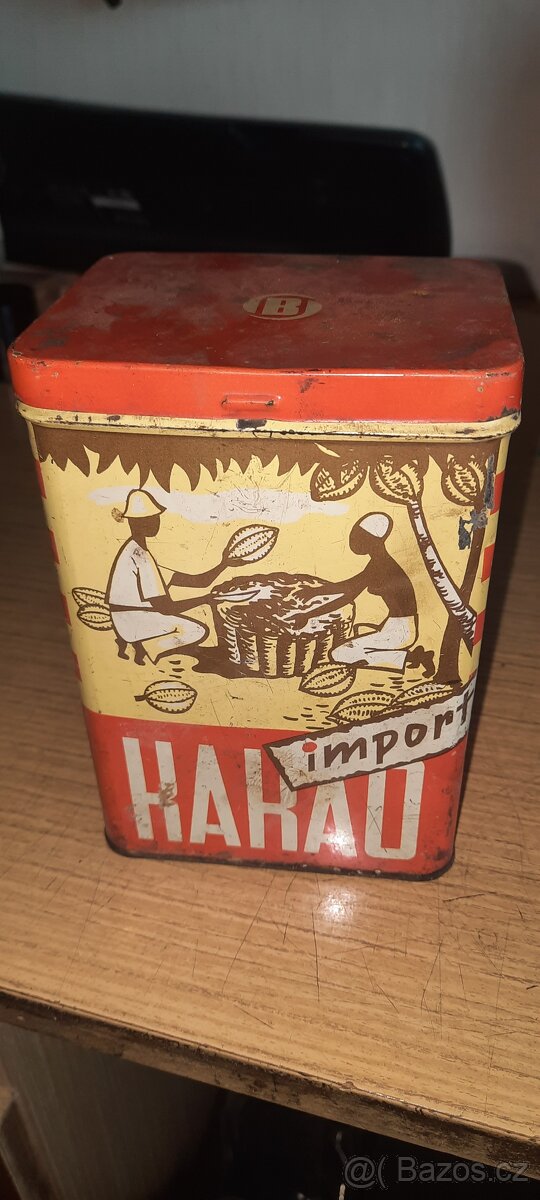 B
import
KAKAO
@( Bazos.cz